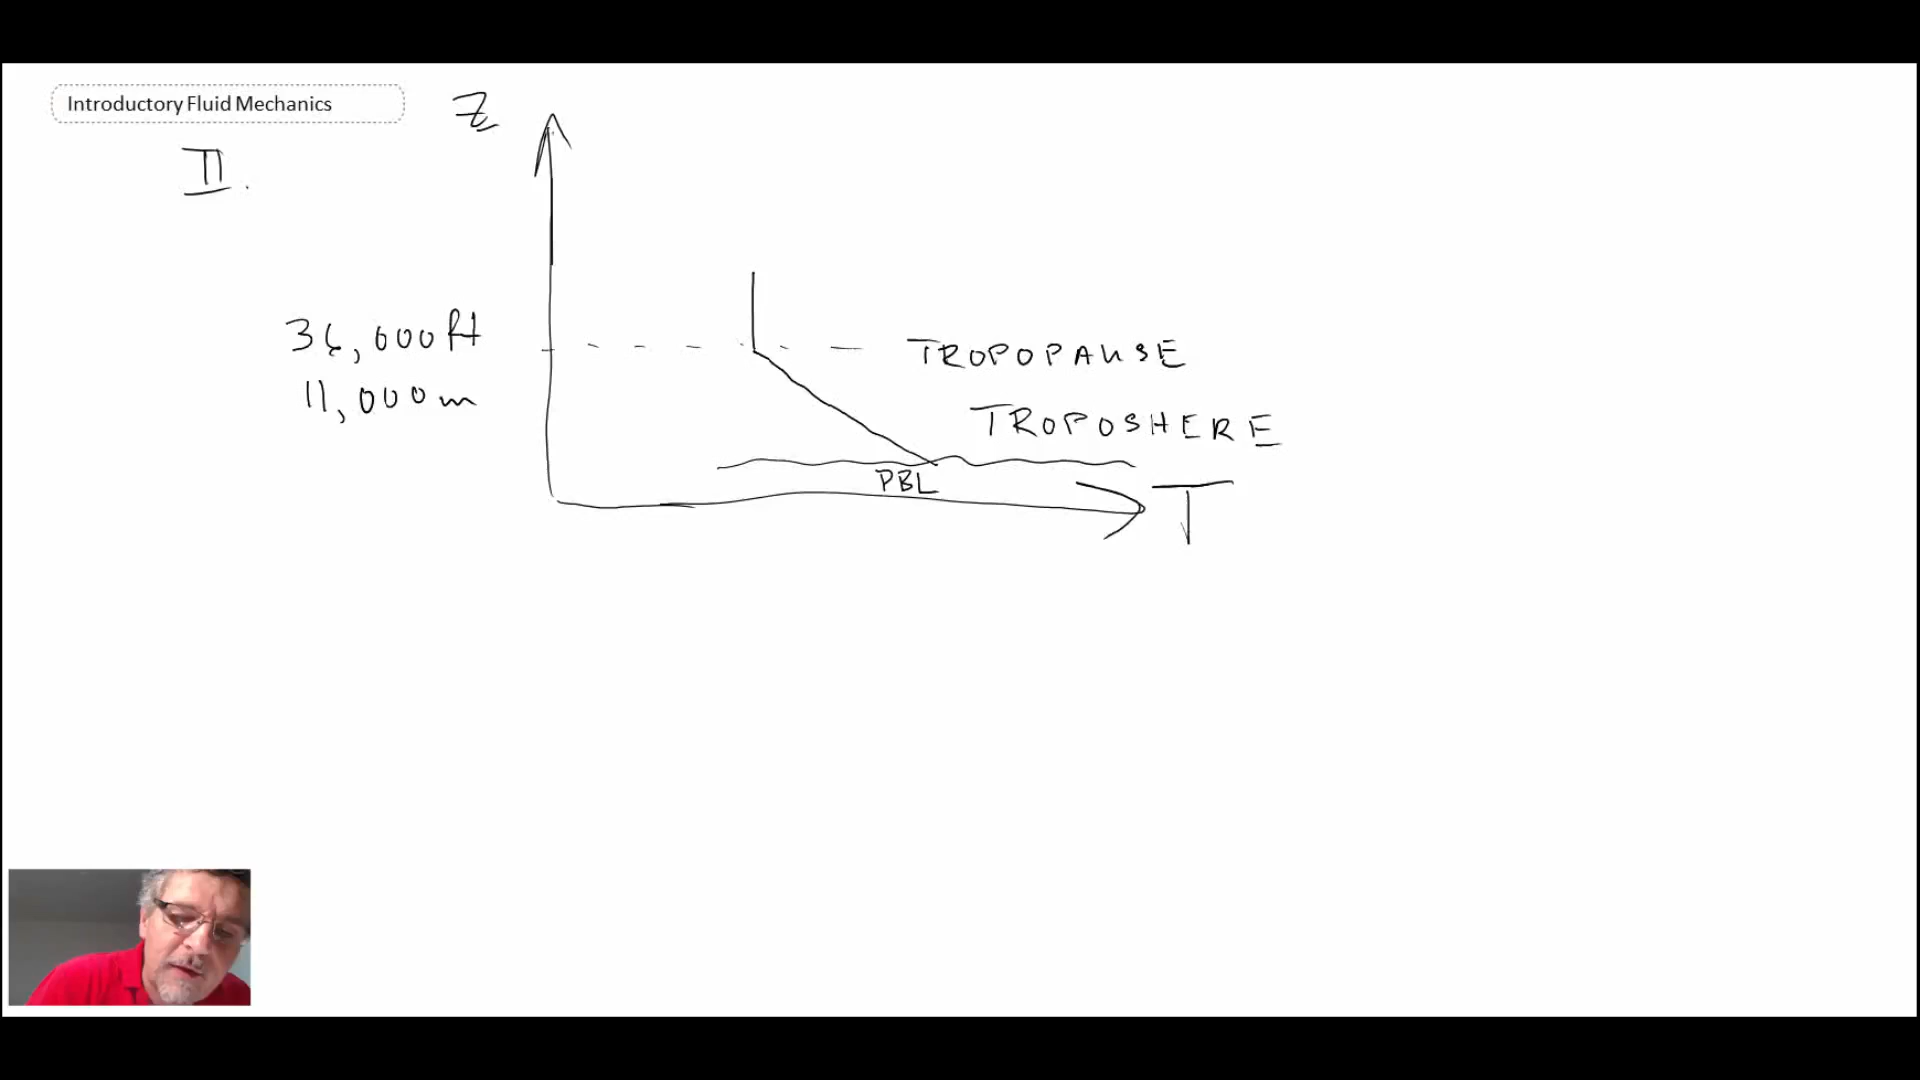 Introductory Fluid Mechanics
II.
Z
36,000ft
11,000m
TROPOPAUSE
TROPOSHERE
PBL
T